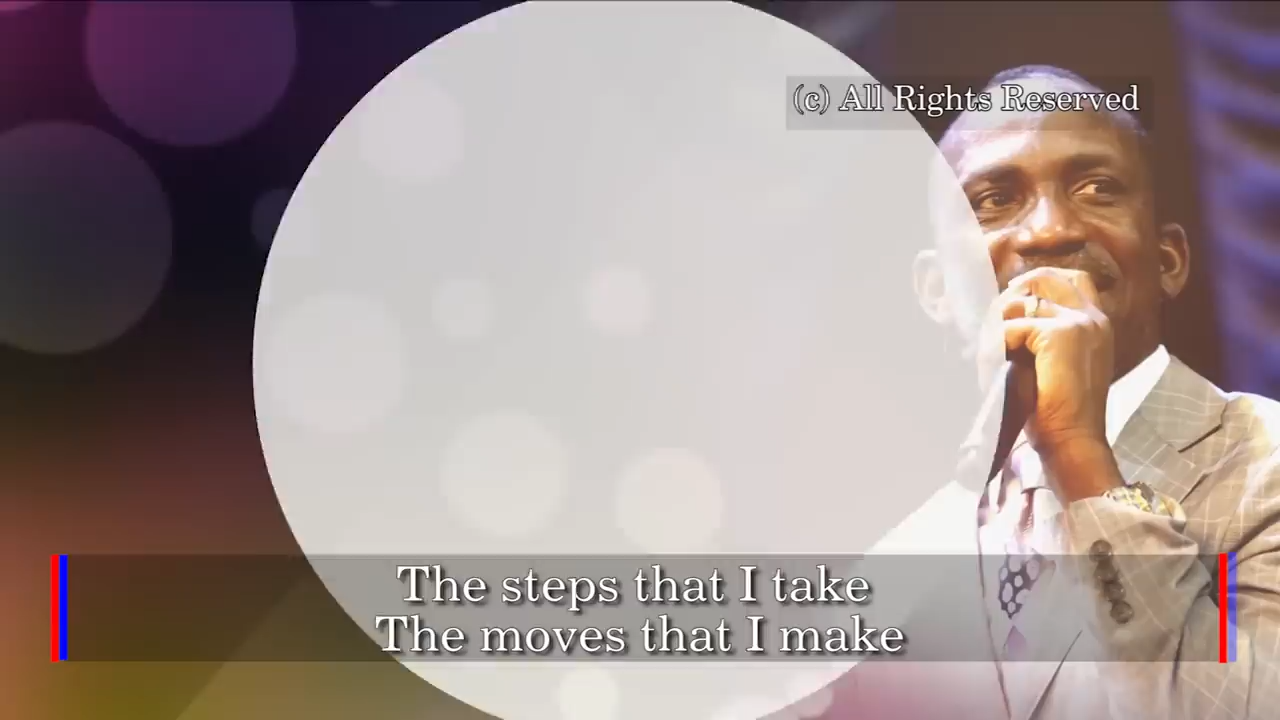 (c) All Rights Reserved
The steps that I take
The moves that I make